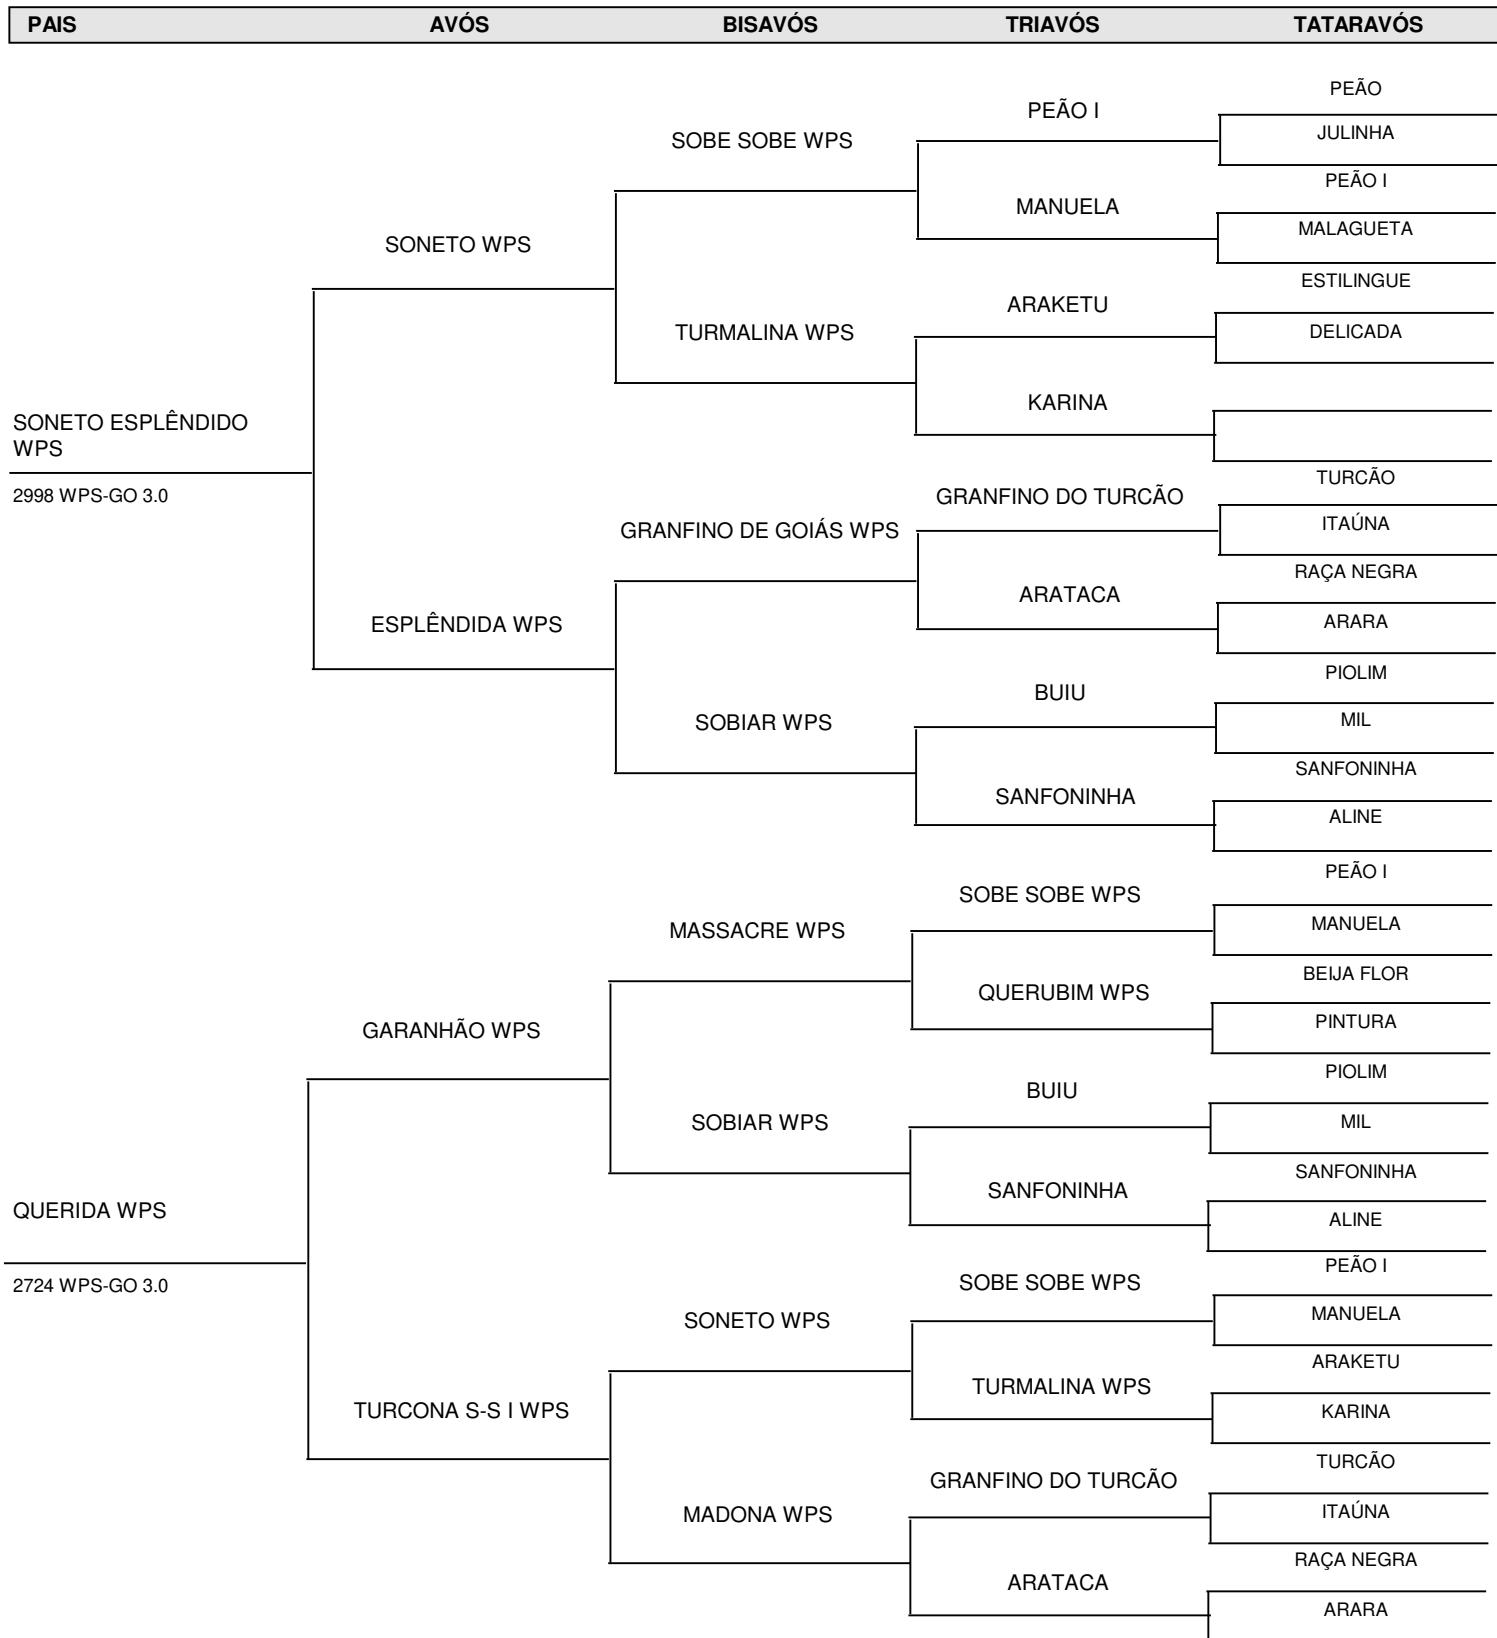 PAIS AVÓS BISAVÓS TRIAVÓS TATARAVÓS
PEÃO
PEÃO I
JULINHA
SOBE SOBE WPS
PEÃO I
MANUELA
MALAGUETA
SONETO WPS
ESTILINGUE
ARAKETU
DELICADA
TURMALINA WPS
KARINA
SONETO ESPLÊNDIDO
WPS
TURCÃO
2998 WPS-GO 3.0
GRANFINO DO TURCÃO
ITAÚNA
GRANFINO DE GOIÁS WPS
RAÇA NEGRA
ARATACA
ARARA
ESPLÊNDIDA WPS
PIOLIM
BUIU
MIL
SOBIAR WPS
SANFONINHA
SANFONINHA
ALINE
PEÃO I
SOBE SOBE WPS
MANUELA
MASSACRE WPS
BEIJA FLOR
QUERUBIM WPS
PINTURA
GARANHÃO WPS
PIOLIM
BUIU
MIL
SOBIAR WPS
SANFONINHA
SANFONINHA
QUERIDA WPS
ALINE
PEÃO I
2724 WPS-GO 3.0
SOBE SOBE WPS
MANUELA
SONETO WPS
ARAKETU
TURMALINA WPS
KARINA
TURCONA S-S I WPS
TURCÃO
GRANFINO DO TURCÃO
ITAÚNA
MADONA WPS
RAÇA NEGRA
ARATACA
ARARA